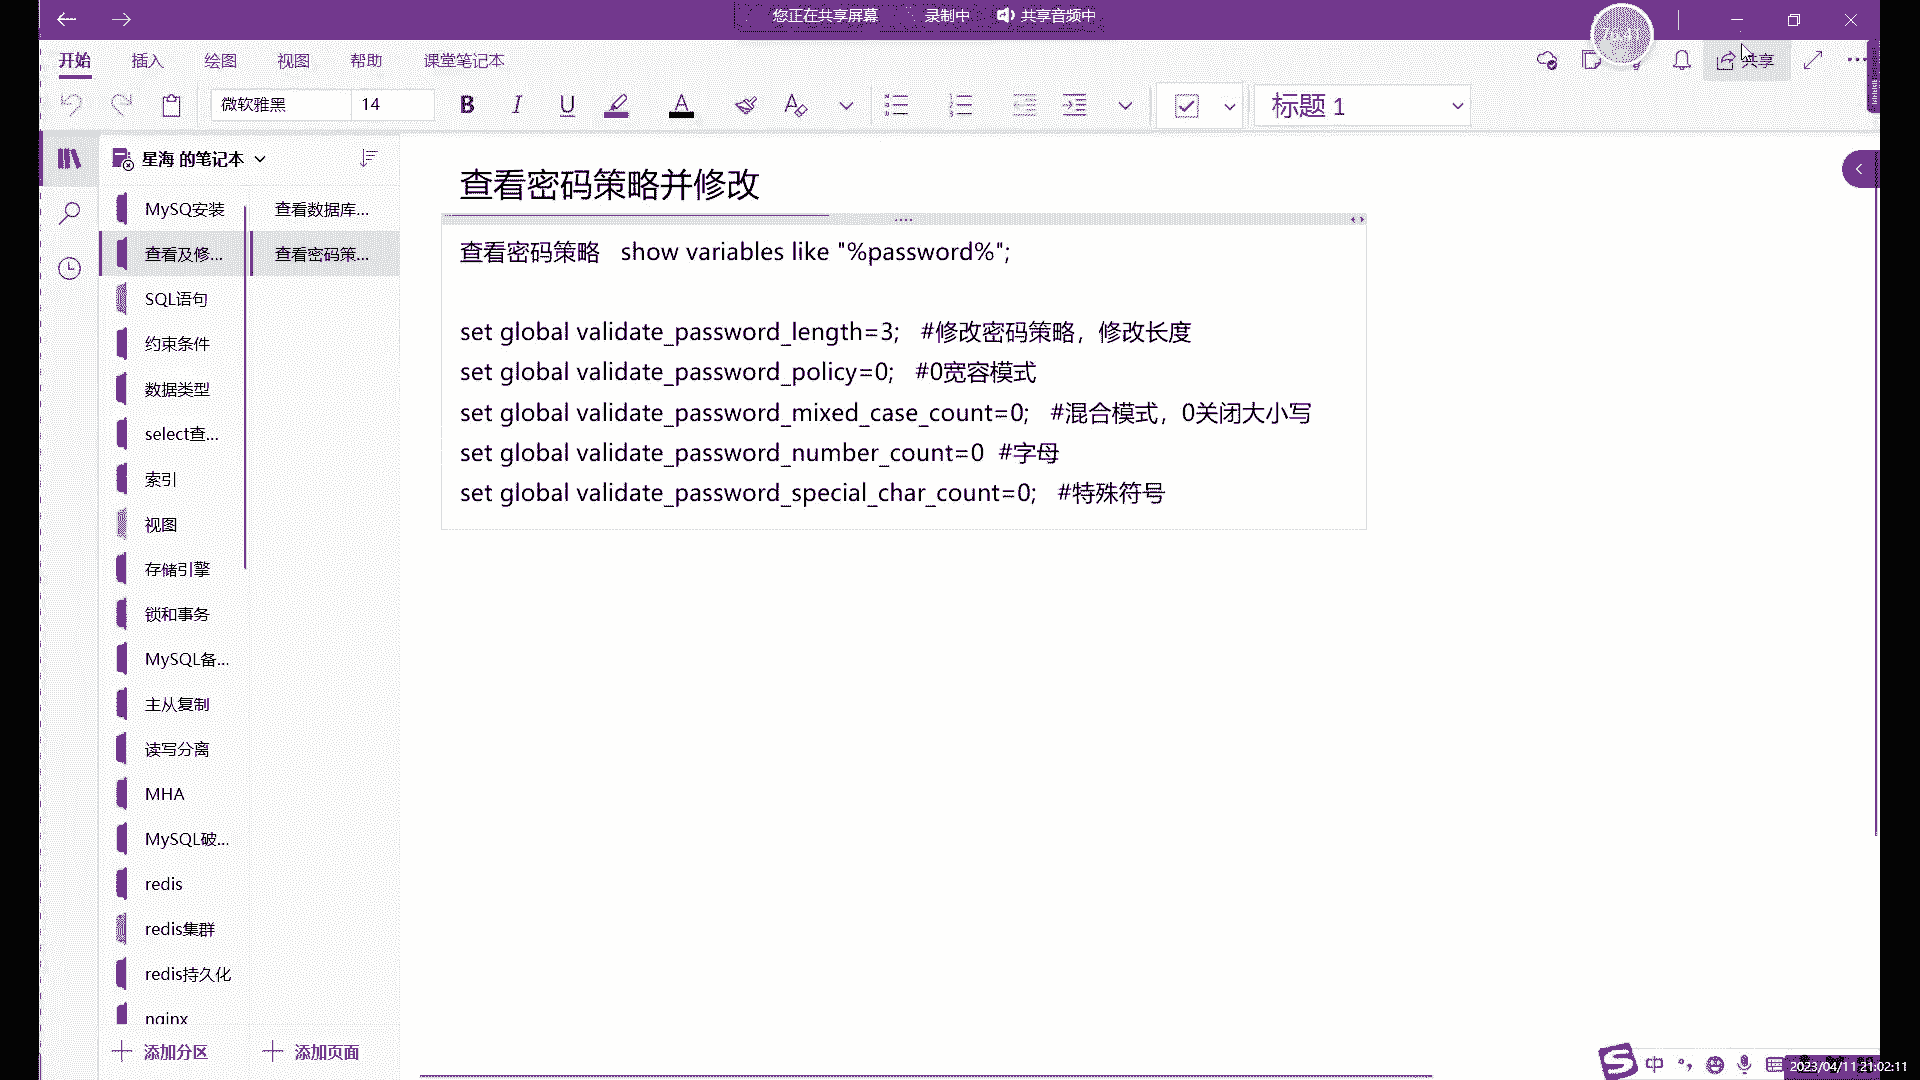 您正在共享屏幕 录制中 共享音频中
开始 插入 绘图 视图 帮助 课堂笔记本
共享
微软雅黑 14 B I U A 标题 1
星海 的笔记本
MySQ安装
查看及修...
SQL语句
约束条件
数据类型
select查...
索引
视图
存储引擎
锁和事务
MySQL备...
主从复制
读写分离
MHA
MySQL破...
redis
redis集群
redis持久化
nginx
添加分区
查看数据库...
查看密码策...
添加页面
查看密码策略并修改
查看密码策略 show variables like "%password%";
set global validate_password_length=3; #修改密码策略，修改长度
set global validate_password_policy=0; #0宽容模式
set global validate_password_mixed_case_count=0; #混合模式，0关闭大小写
set global validate_password_number_count=0 #字母
set global validate_password_special_char_count=0; #特殊符号
中
2023/04/11 21:02:11